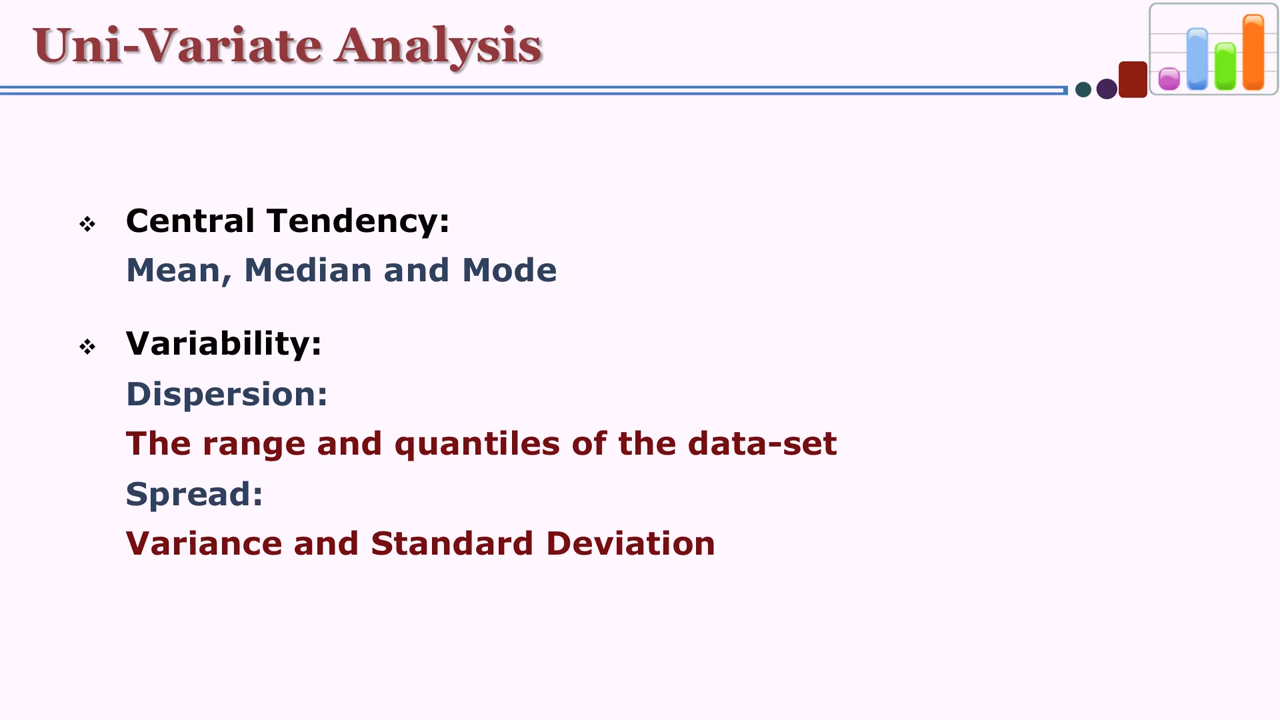 Uni-Variate Analysis
❖ Central Tendency:
Mean, Median and Mode
❖ Variability:
Dispersion:
The range and quantiles of the data-set
Spread:
Variance and Standard Deviation